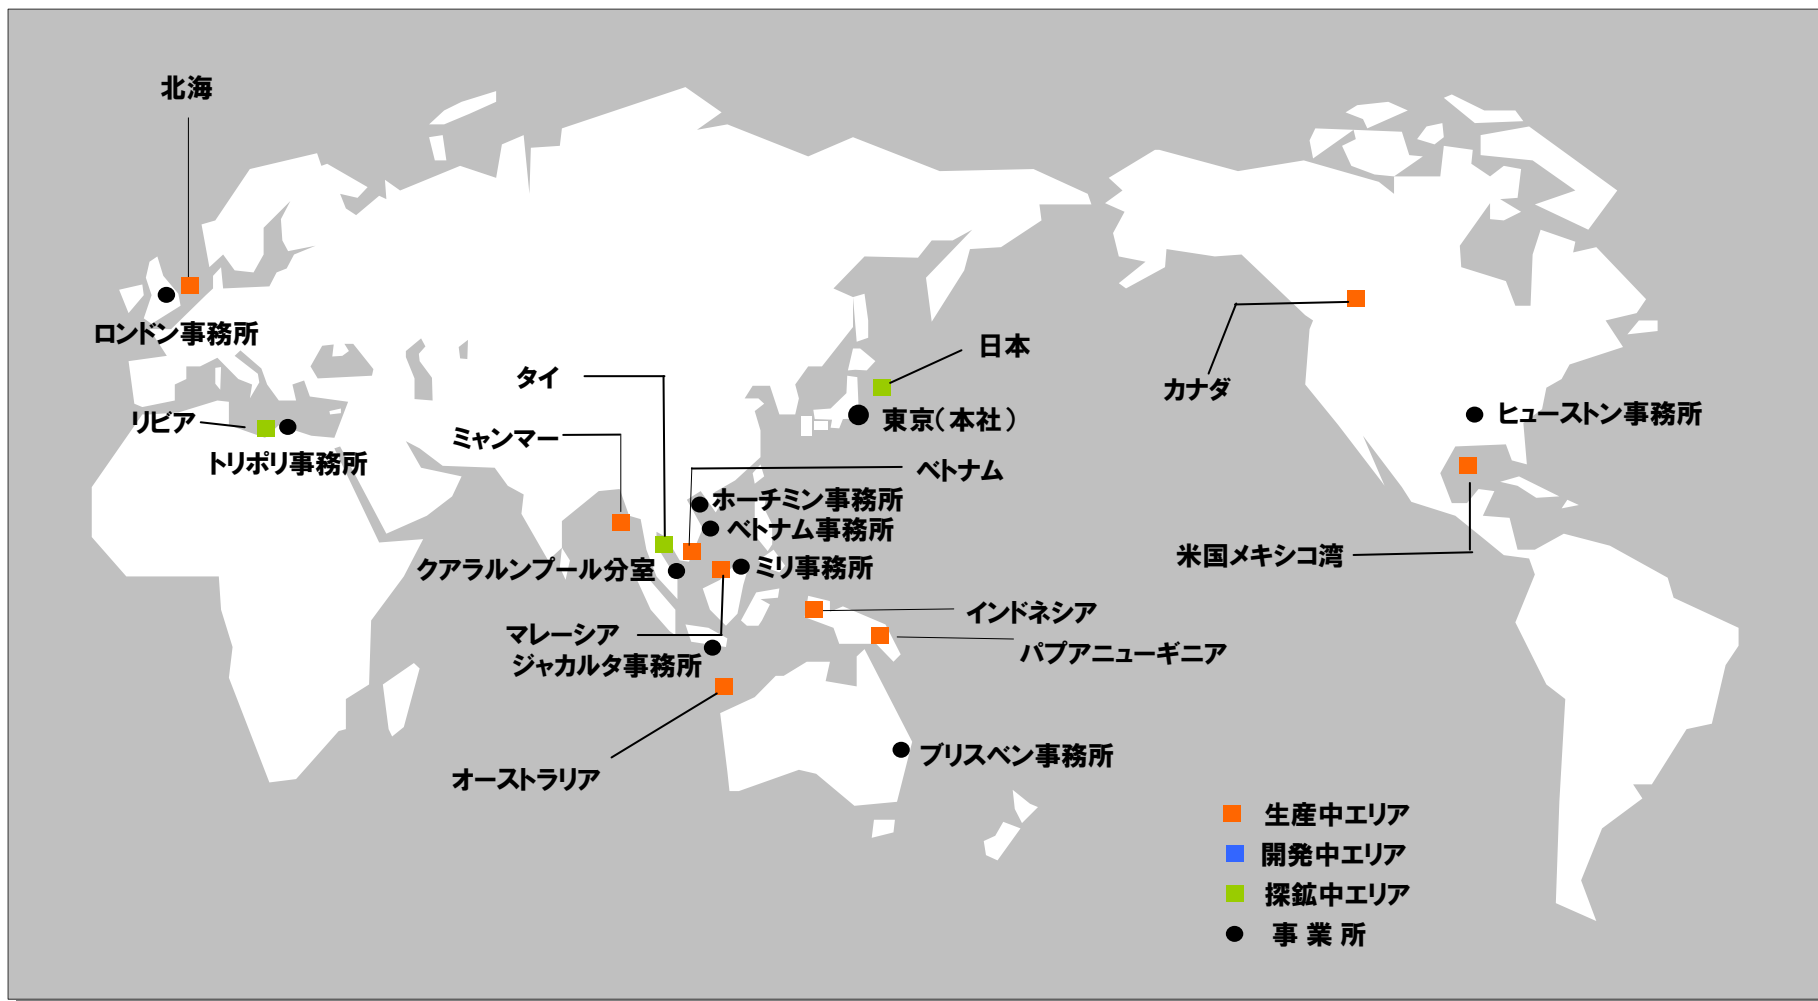 北海
ロンドン事務所
日本
タイ
カナダ
リビア
東京(本社)
ヒューストン事務所
ミャンマー
トリポリ事務所
ベトナム
ホーチミン事務所
ベトナム事務所
米国メキシコ湾
クアラルンプール分室
ミリ事務所
インドネシア
マレーシア
パプアニューギニア
ジャカルタ事務所
ブリスベン事務所
オーストラリア
生産中エリア
開発中エリア
探鉱中エリア
事業所